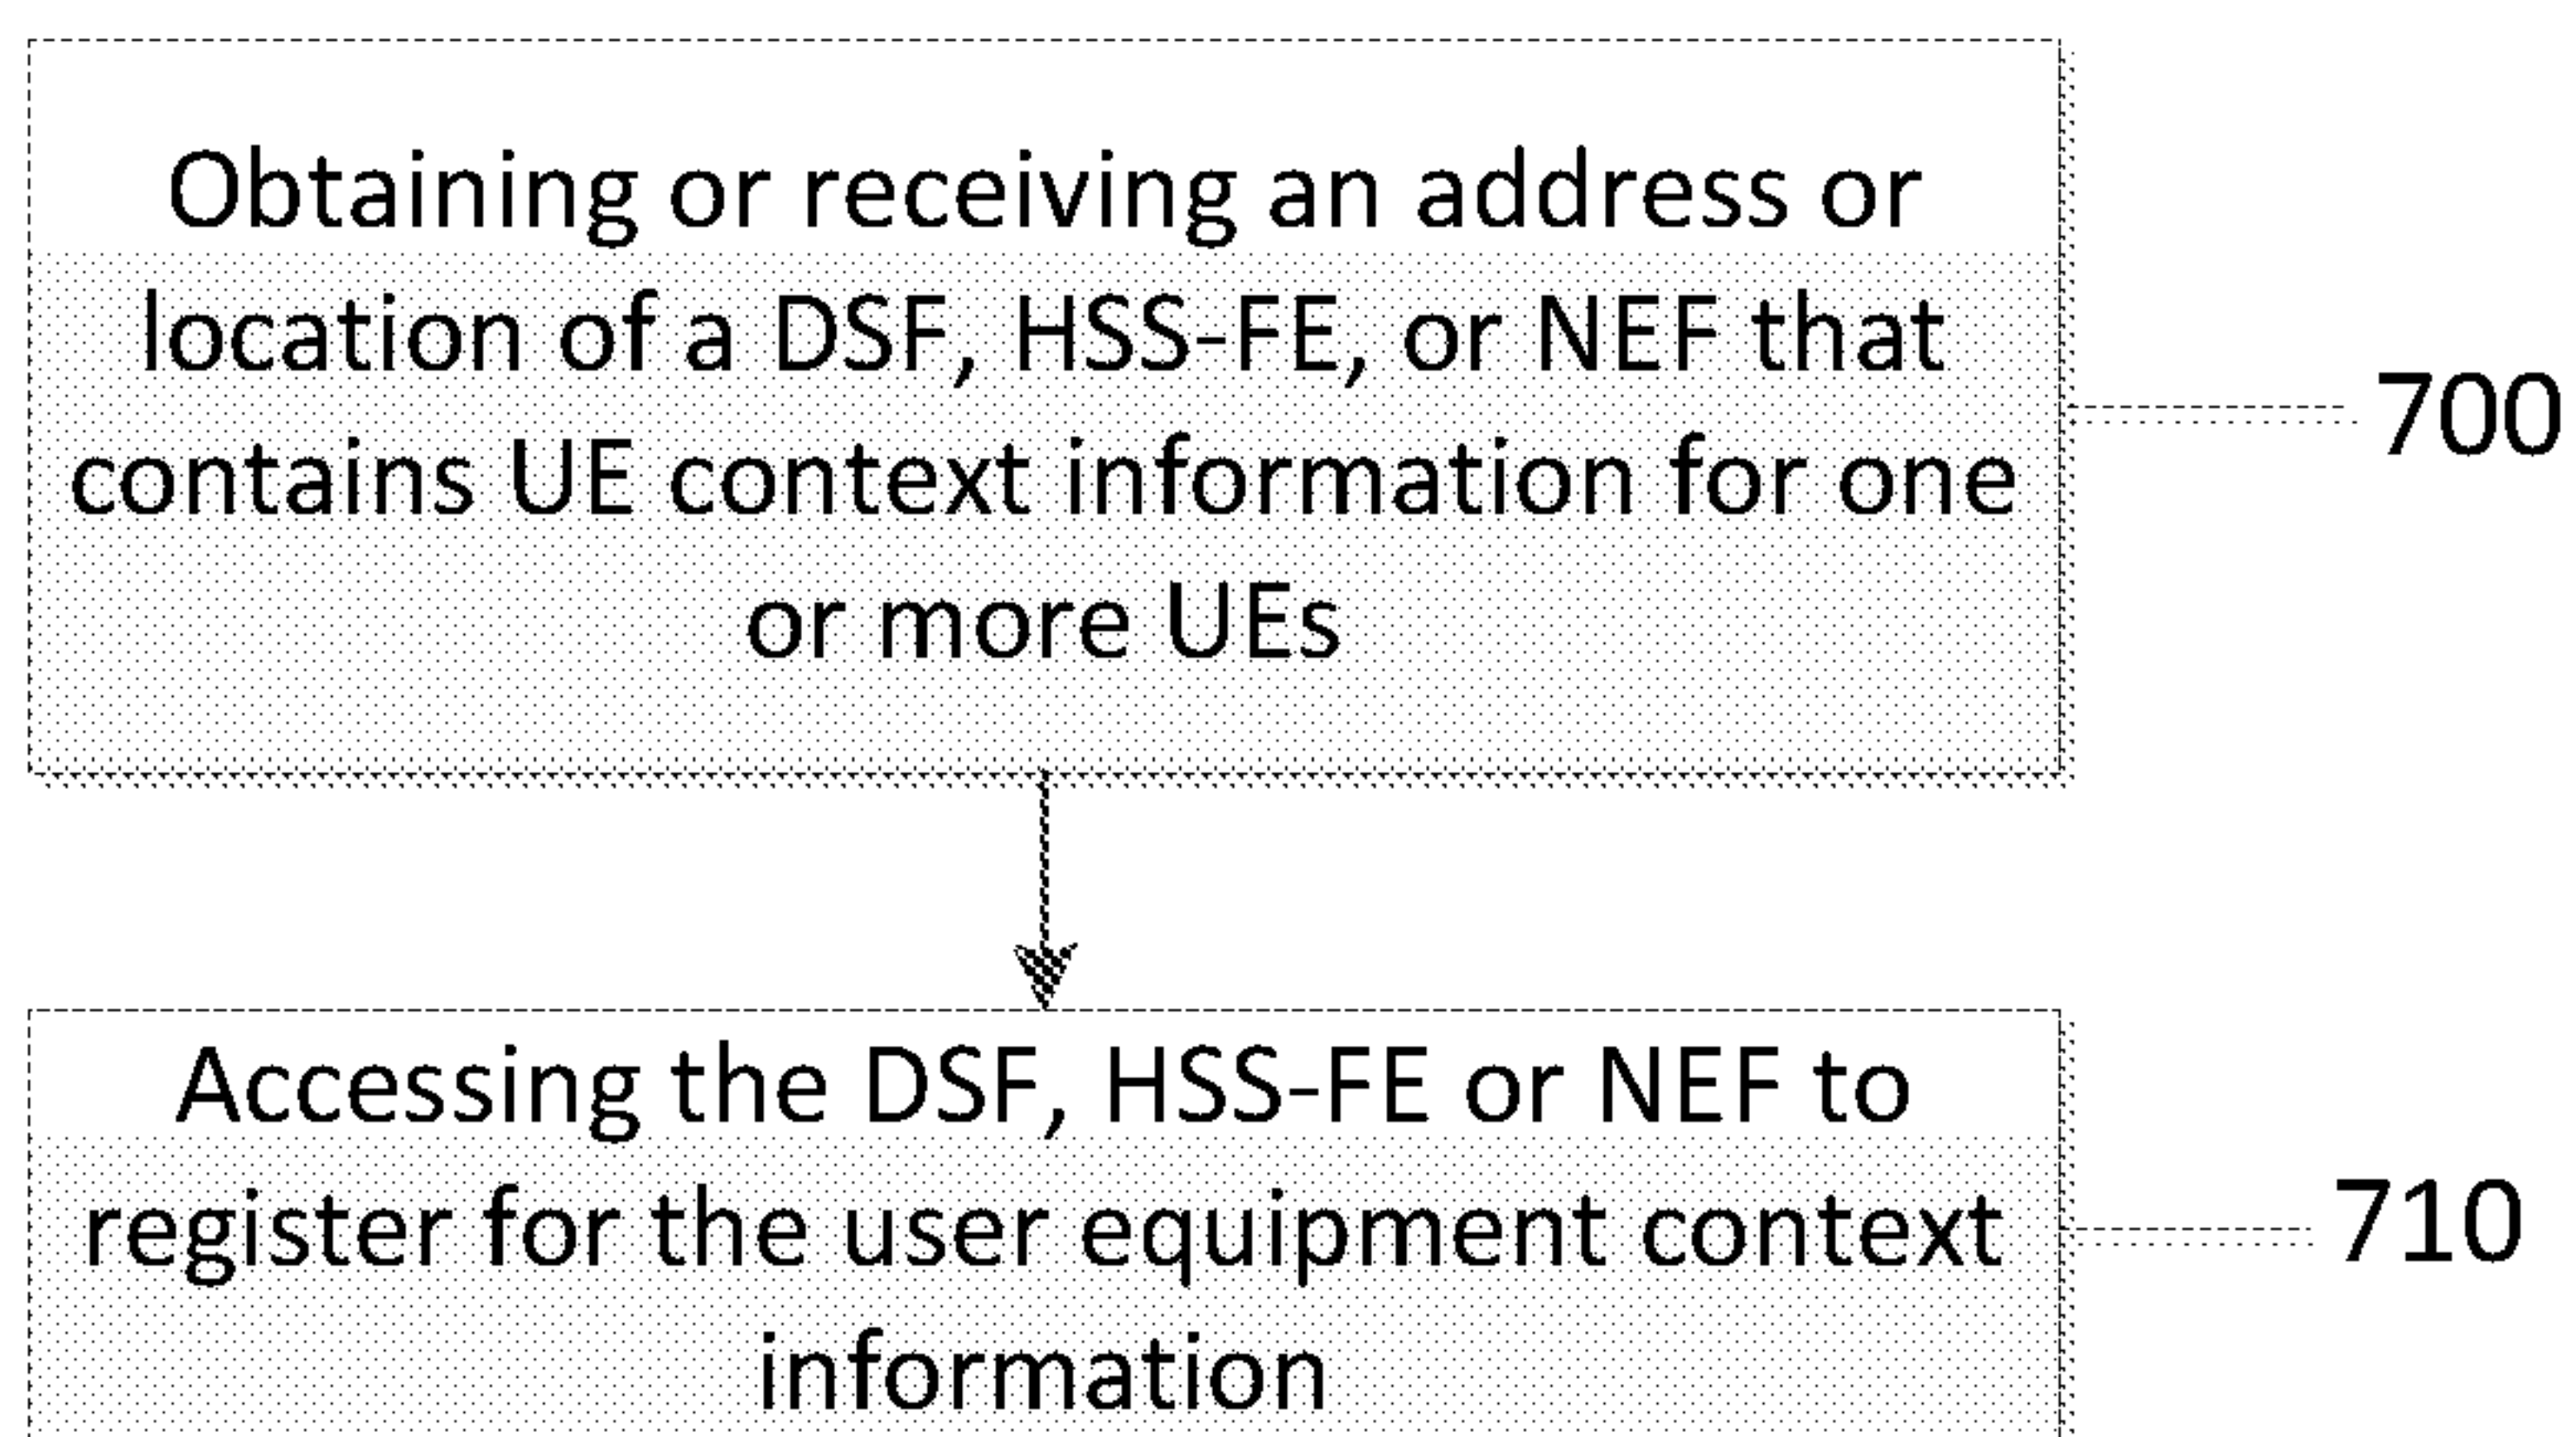 Obtaining or receiving an address or
location of a DSF, HSS-FE, or NEF that
contains UE context information for one
or more UEs
700
Accessing the DSF, HSS-FE or NEF to
register for the user equipment context
information
710